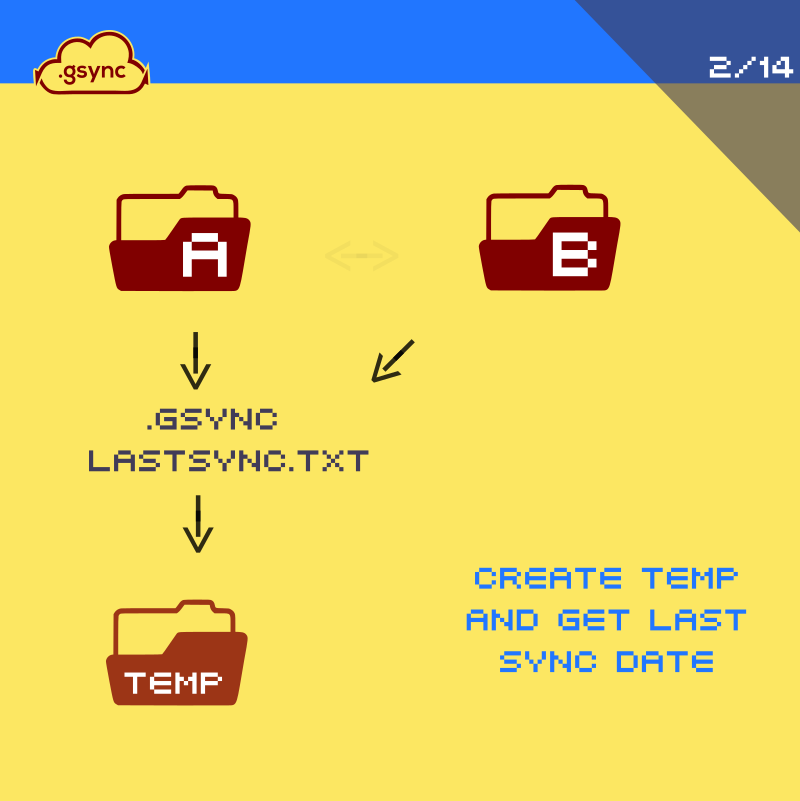 .gsync
2/14
A
B
.GSYNC
LASTSYNC.TXT
CREATE TEMP
AND GET LAST
SYNC DATE
TEMP